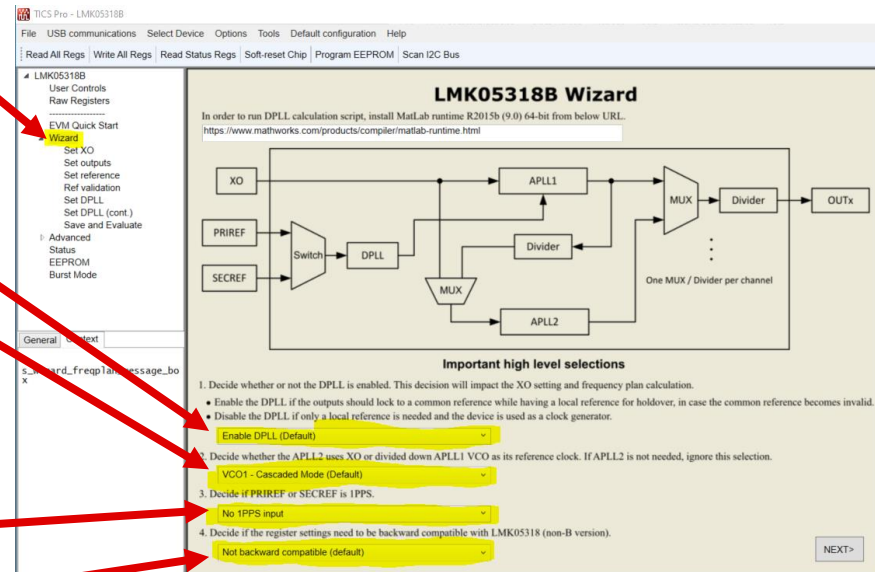 TICS Pro - LMK05318B
File USB communications Select Device Options Tools Default configuration Help
Read All Regs Write All Regs Read Status Regs Soft-reset Chip Program EEPROM Scan I2C Bus
LMK05318B
User Controls
Raw Registers
------------------
EVM Quick Start
Wizard
Set XO
Set outputs
Set reference
Ref validation
Set DPLL
Set DPLL (cont.)
Save and Evaluate
Advanced
Status
EEPROM
Burst Mode
General
s_wizard_freqplan_message_bo
x
LMK05318B Wizard
In order to run DPLL calculation script, install MatLab runtime R2015b (9.0) 64-bit from below URL.
https://www.mathworks.com/products/compiler/matlab-runtime.html
XO
APLL1
MUX
Divider
OUTx
PRIREF
Switch
DPLL
Divider
SECREF
MUX
One MUX / Divider per channel
APLL2
Important high level selections
1. Decide whether or not the DPLL is enabled. This decision will impact the XO setting and frequency plan calculation.
• Enable the DPLL if the outputs should lock to a common reference while having a local reference for holdover, in case the common reference becomes invalid.
• Disable the DPLL if only a local reference is needed and the device is used as a clock generator.
Enable DPLL (Default)
2. Decide whether the APLL2 uses XO or divided down APLL1 VCO as its reference clock. If APLL2 is not needed, ignore this selection.
VCO1 - Cascaded Mode (Default)
3. Decide if PRIREF or SECREF is 1PPS.
No 1PPS input
4. Decide if the register settings need to be backward compatible with LMK05318 (non-B version).
Not backward compatible (default)
NEXT>